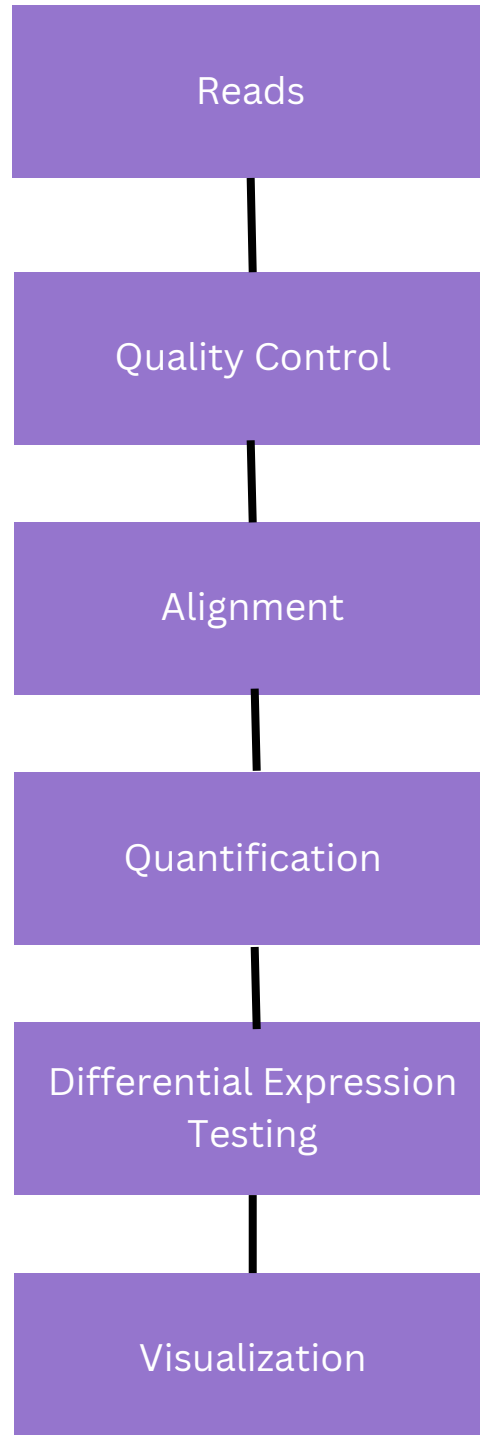 Reads
Quality Control
Alignment
Quantification
Differential Expression
Testing
Visualization